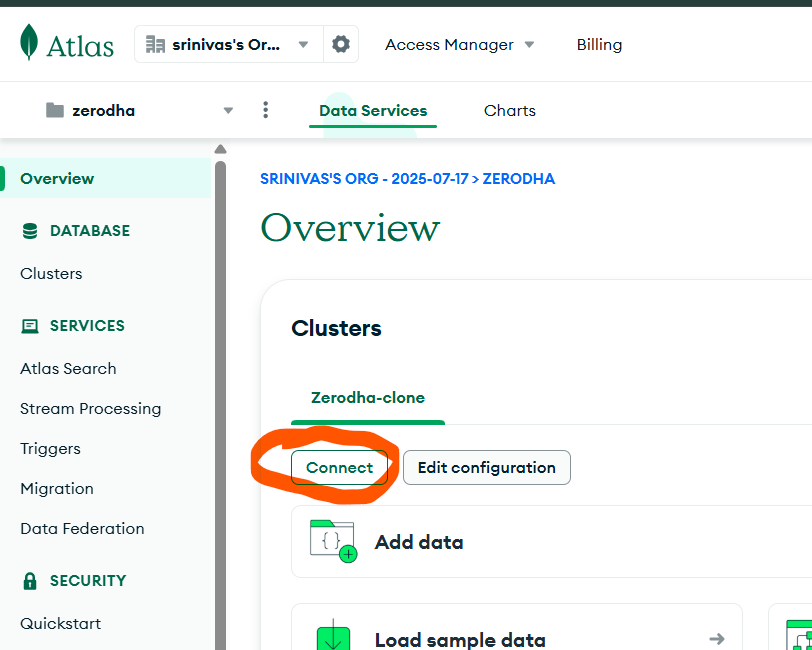 Atlas
srinivas's Or...
Access Manager
Billing
zerodha
Data Services
Charts
Overview
DATABASE
Clusters
SERVICES
Atlas Search
Stream Processing
Triggers
Migration
Data Federation
SECURITY
Quickstart
SRINIVAS'S ORG - 2025-07-17 > ZERODHA
Overview
Clusters
Zerodha-clone
Connect
Edit configuration
{ }
Add data
Load sample data